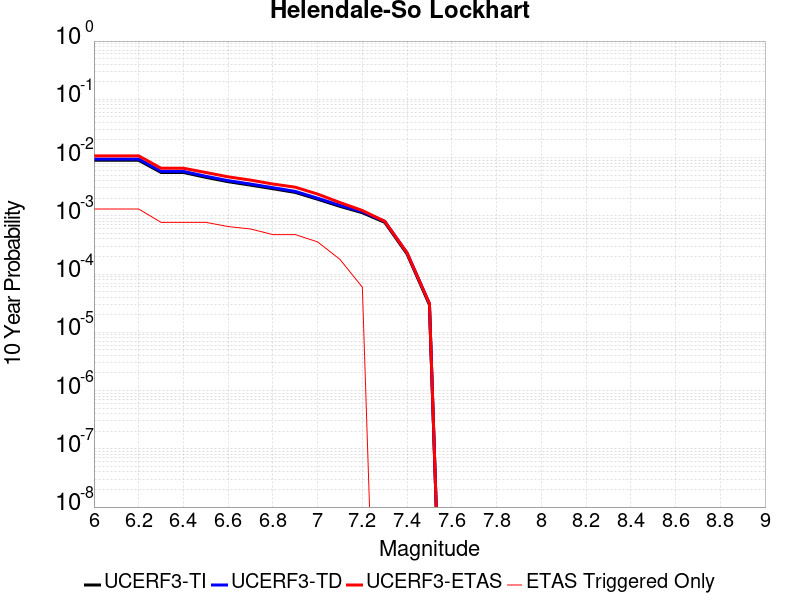 Helendale-So Lockhart
10^0
10^-1
10^-2
10^-3
10^-4
10^-5
10^-6
10^-7
10^-8
10 Year Probability
6 6.2 6.4 6.6 6.8 7 7.2 7.4 7.6 7.8 8 8.2 8.4 8.6 8.8 9
Magnitude
UCERF3-TI UCERF3-TD UCERF3-ETAS ETAS Triggered Only